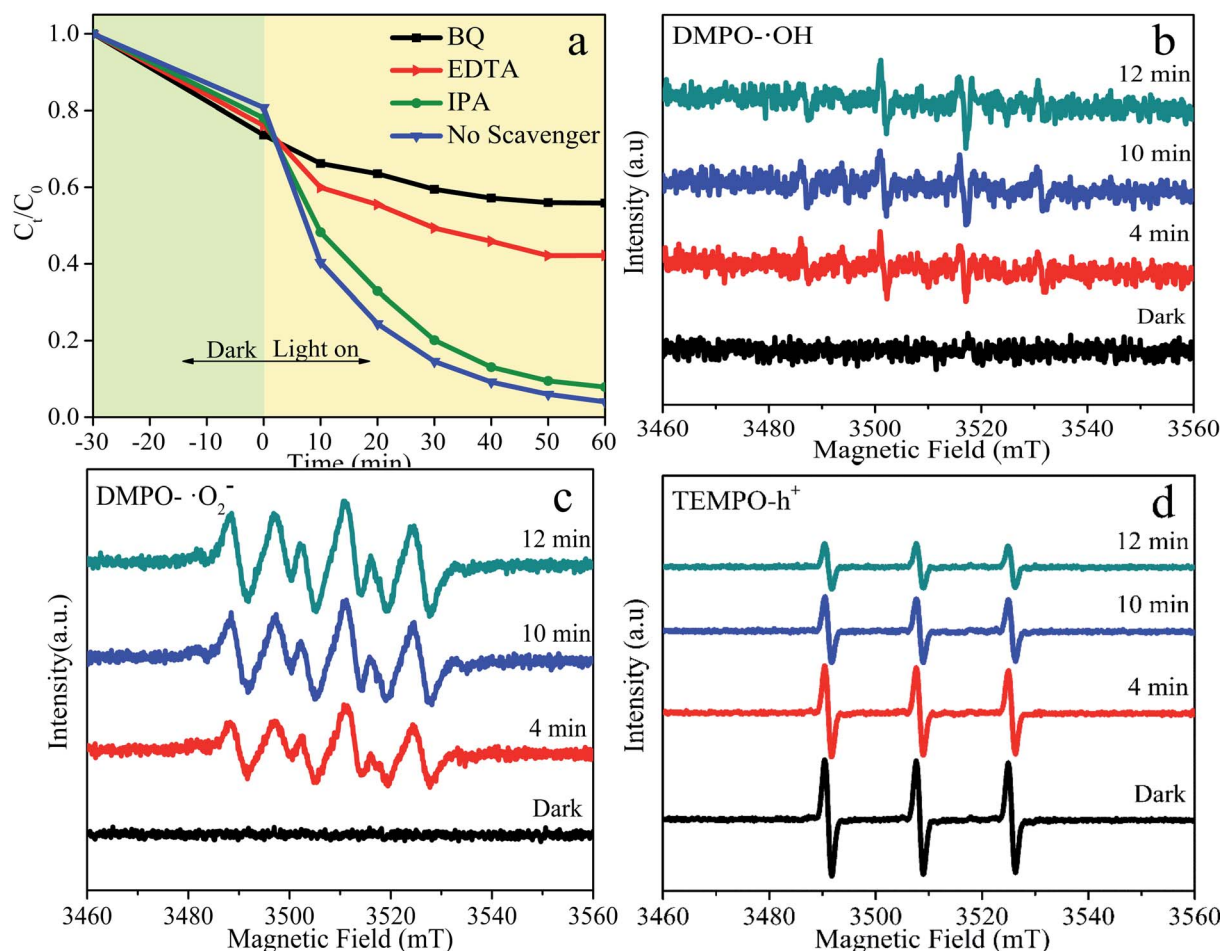 a
BQ
EDTA
IPA
No Scavenger
Dark Light on
C_t/C_0
1.0
0.8
0.6
0.4
0.2
0.0
-30 -20 -10 0 10 20 30 40 50 60
Time (min)
DMPO-·OH
b
12 min
10 min
4 min
Dark
Intensity (a.u)
3460 3480 3500 3520 3540 3560
Magnetic Field (mT)
DMPO- ·O₂⁻
c
12 min
10 min
4 min
Dark
Intensity(a.u.)
3460 3480 3500 3520 3540 3560
Magnetic Field (mT)
TEMPO-h⁺
d
12 min
10 min
4 min
Dark
Intensity (a.u)
3460 3480 3500 3520 3540 3560
Magnetic Field (mT)